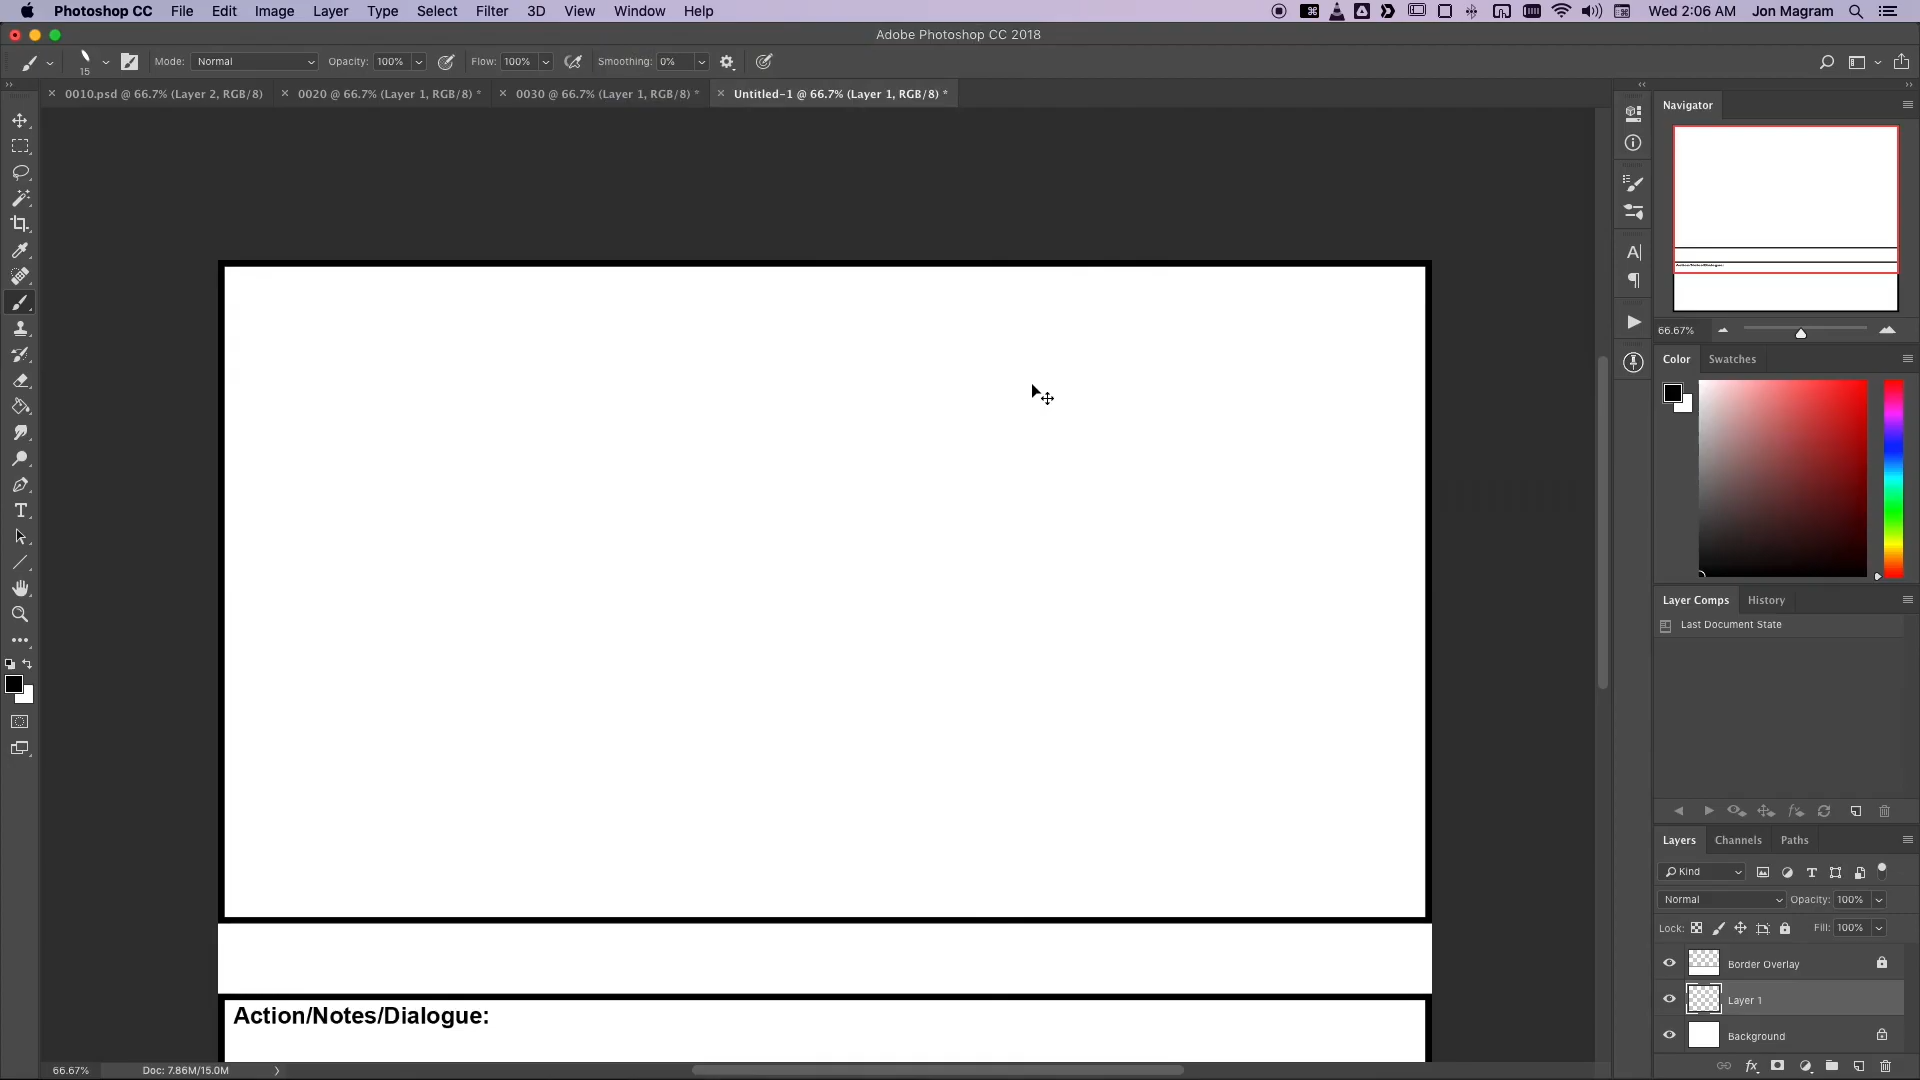 Photoshop CC File Edit Image Layer Type Select Filter 3D View Window Help Wed 2:06 AM Jon Magram
Adobe Photoshop CC 2018
15 Mode: Normal Opacity: 100% Flow: 100% Smoothing: 0%
0010.psd @ 66.7% (Layer 2, RGB/8) 0020 @ 66.7% (Layer 1, RGB/8) * 0030 @ 66.7% (Layer 1, RGB/8) * Untitled-1 @ 66.7% (Layer 1, RGB/8) *
Navigator
Action/Notes/Dialogue:
66.67%
Color Swatches
Layer Comps History
Last Document State
Layers Channels Paths
Kind
Normal Opacity: 100%
Lock: Fill: 100%
Border Overlay
Layer 1
Background
Action/Notes/Dialogue:
66.67% Doc: 7.86M/15.0M